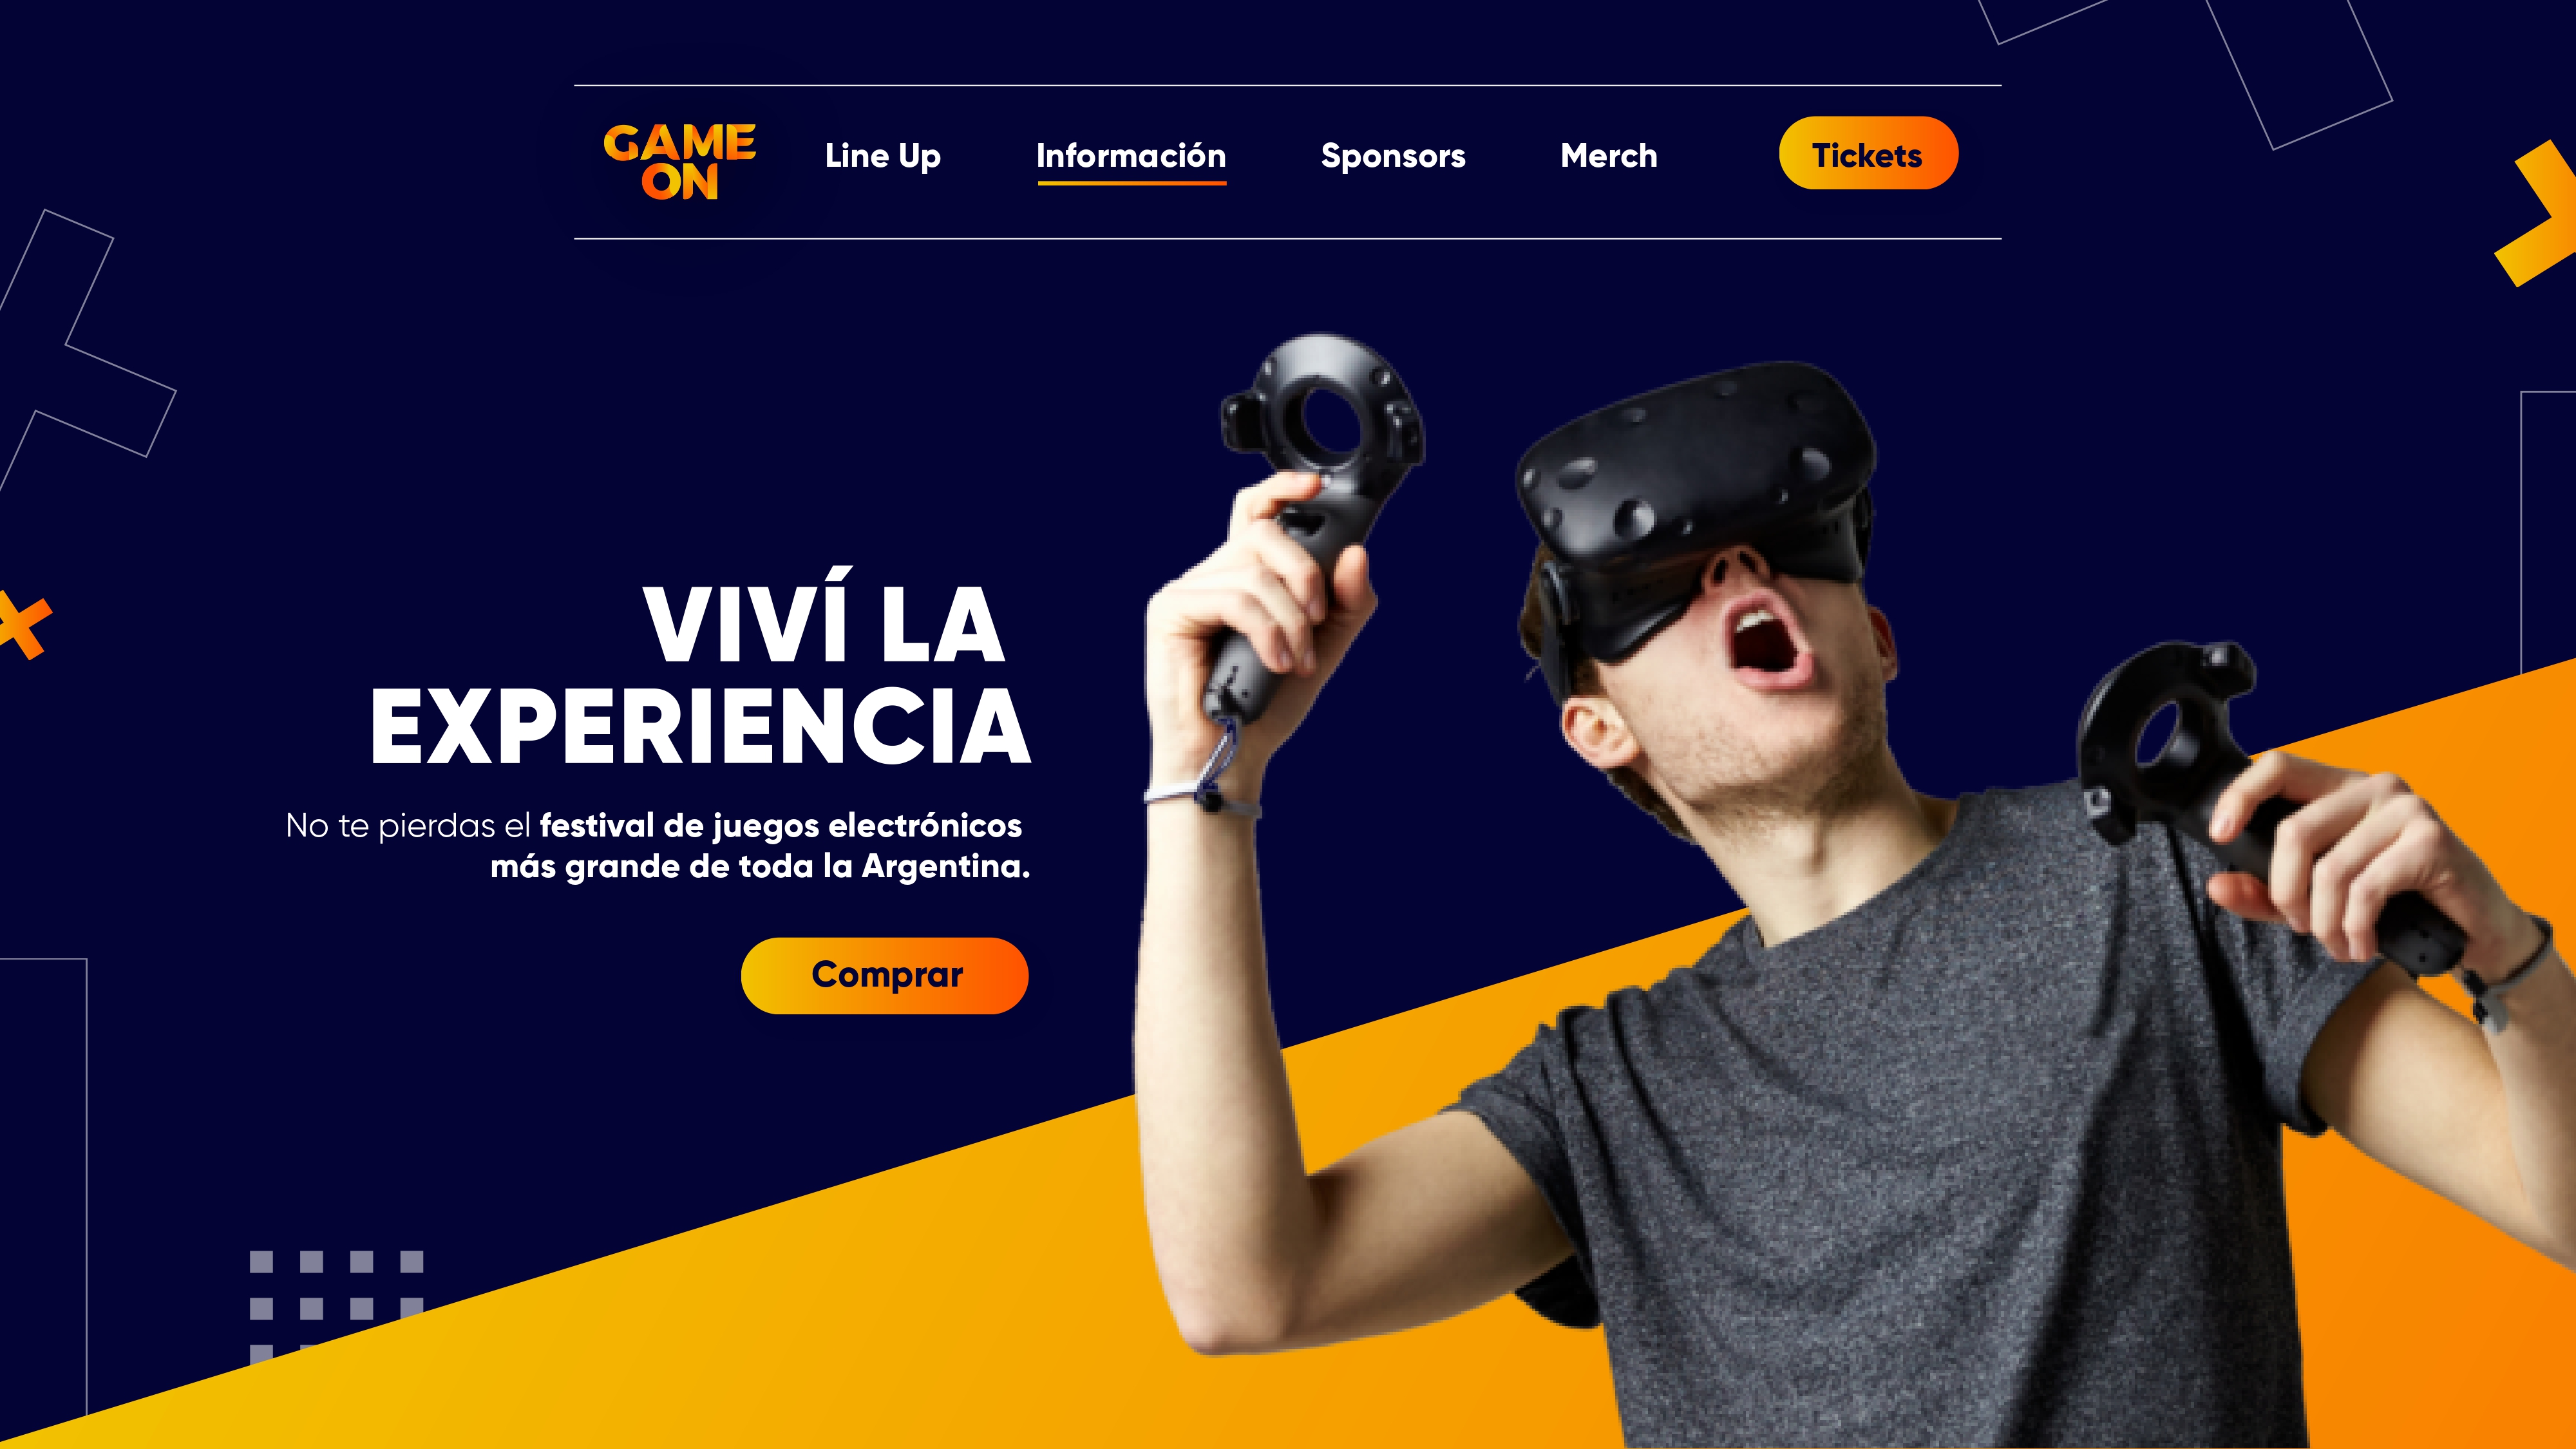 GAME
ON
Line Up
Información
Sponsors
Merch
Tickets
VIVÍ LA
EXPERIENCIA
No te pierdas el festival de juegos electrónicos
más grande de toda la Argentina.
Comprar